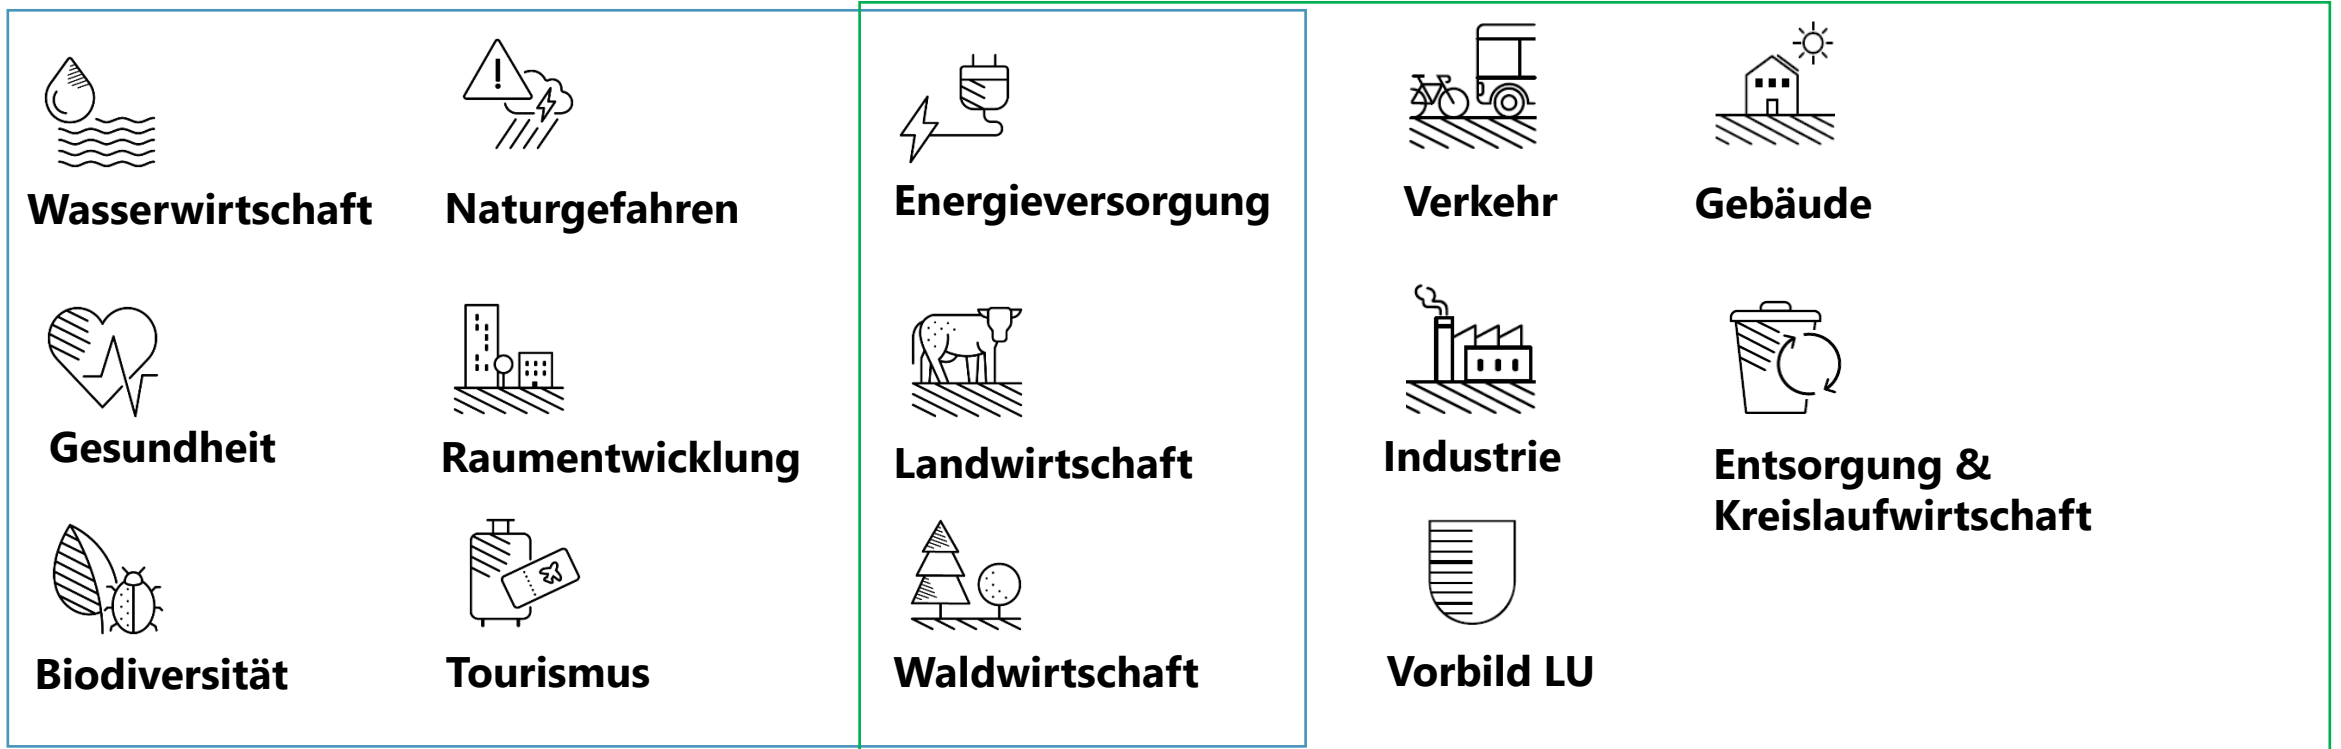 Wasserwirtschaft
Naturgefahren
Energieversorgung
Verkehr
Gebäude
Gesundheit
Raumentwicklung
Landwirtschaft
Industrie
Entsorgung &
Kreislaufwirtschaft
Biodiversität
Tourismus
Waldwirtschaft
Vorbild LU